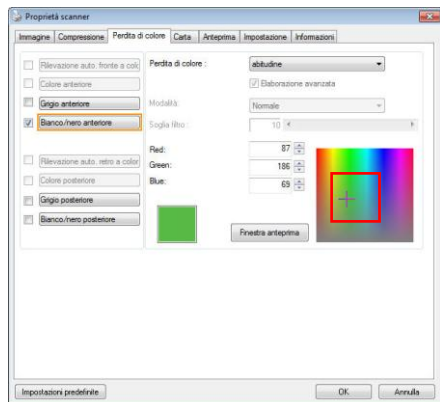 Proprietà scanner
Immagine Compressione Perdita di colore Carta Anteprima Impostazione Informazioni
Rilevazione auto. fronte a colc
Colore anteriore
Grigio anteriore
Bianco/nero anteriore
Rilevazione auto. retro a color
Colore posteriore
Grigio posteriore
Bianco/nero posteriore
Perdita di colore : abitudine
Elaborazione avanzata
Modalità: Normale
Soglia filtro : 10
Red: 87
Green: 186
Blue: 69
Finestra anteprima
Impostazioni predefinite OK Annulla